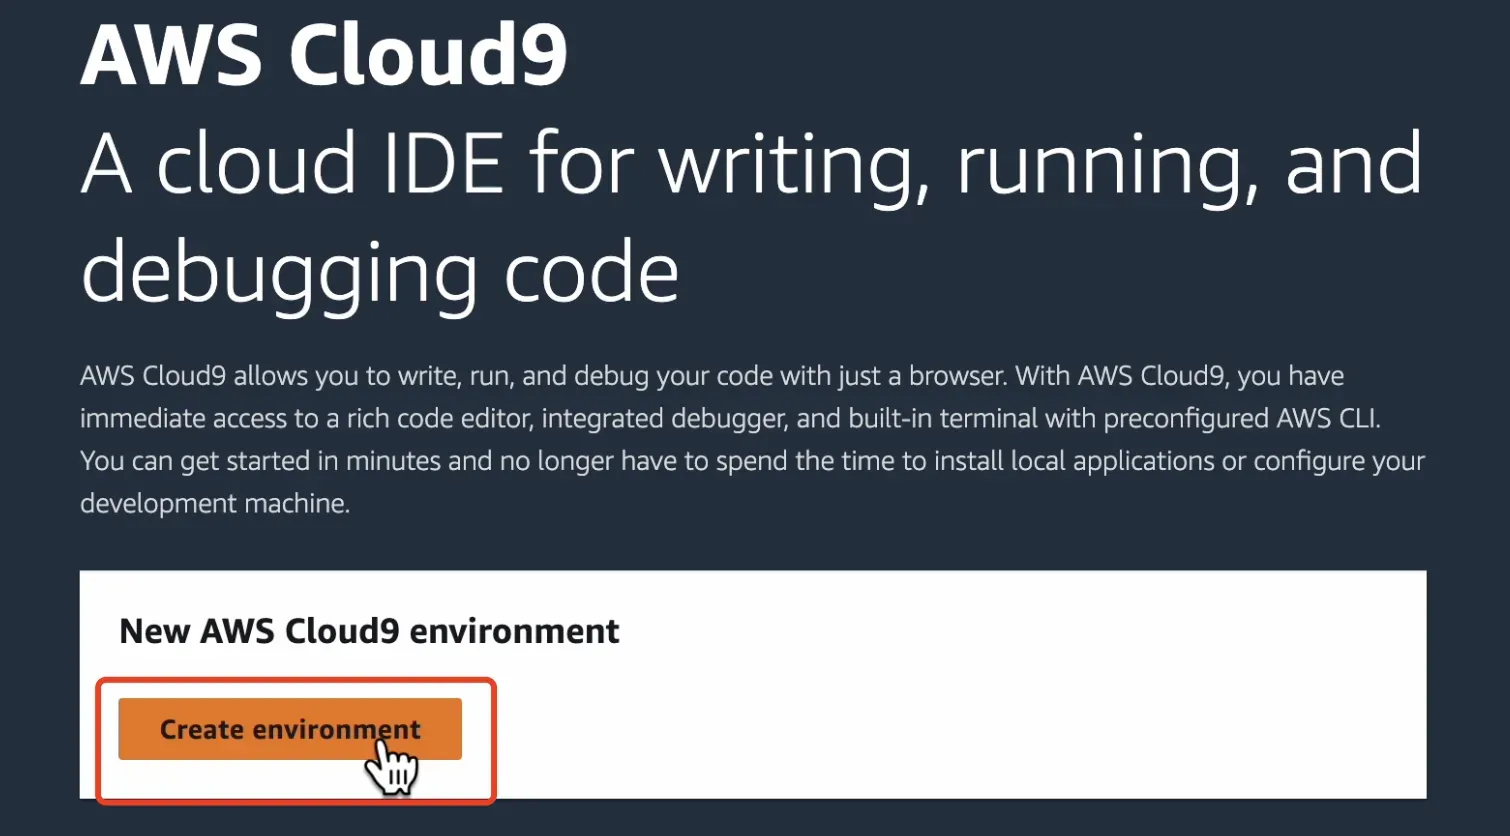 AWS Cloud9
A cloud IDE for writing, running, and
debugging code
AWS Cloud9 allows you to write, run, and debug your code with just a browser. With AWS Cloud9, you have
immediate access to a rich code editor, integrated debugger, and built-in terminal with preconfigured AWS CLI.
You can get started in minutes and no longer have to spend the time to install local applications or configure your
development machine.
New AWS Cloud9 environment
Create environment